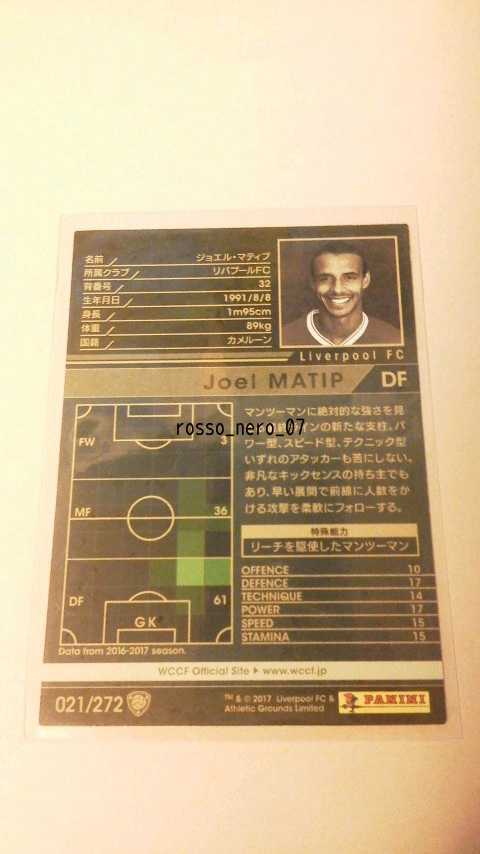 名前 ジョエル・マティプ
所属クラブ リバプールFC
背番号 32
生年月日 1991/8/8
身長 1m95cm
体重 89kg
国籍 カメルーン
Liverpool FC
Joel MATIP DF
FW 3
MF 36
DF 61
GK
Data from 2016-2017 season.
マンツーマンに絶対的な強さを見
インの新たな支柱。パ
ワー型、スピード型、テクニック型
いずれのアタッカーも苦にしない。
非凡なキックセンスの持ち主でも
あり、早い展開で前線に人数をか
ける攻撃を柔軟にフォローする。
rosso_nero_07
特殊能力
リーチを駆使したマンツーマン
OFFENCE 10
DEFENCE 17
TECHNIQUE 14
POWER 17
SPEED 15
STAMINA 15
WCCF Official Site ▶ www.wccf.jp
021/272
™ & © 2017 Liverpool FC &
Athletic Grounds Limited
PANINI